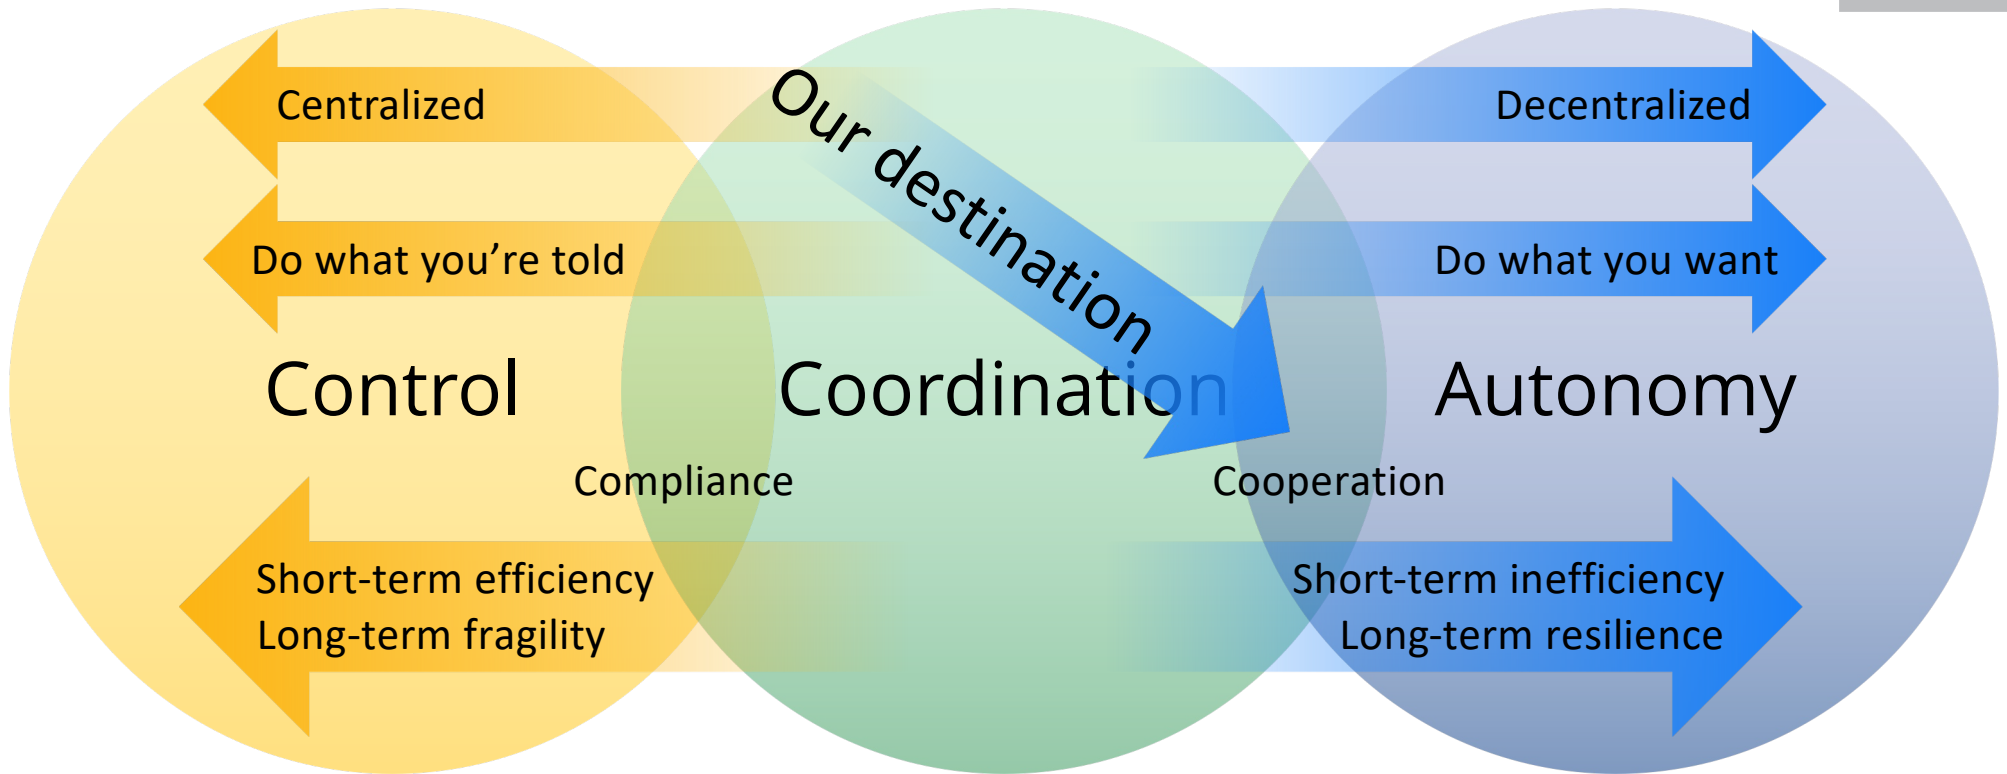 Centralized
Our destination
Decentralized
Do what you’re told
Do what you want
Control
Coordination
Autonomy
Compliance
Cooperation
Short-term efficiency
Long-term fragility
Short-term inefficiency
Long-term resilience